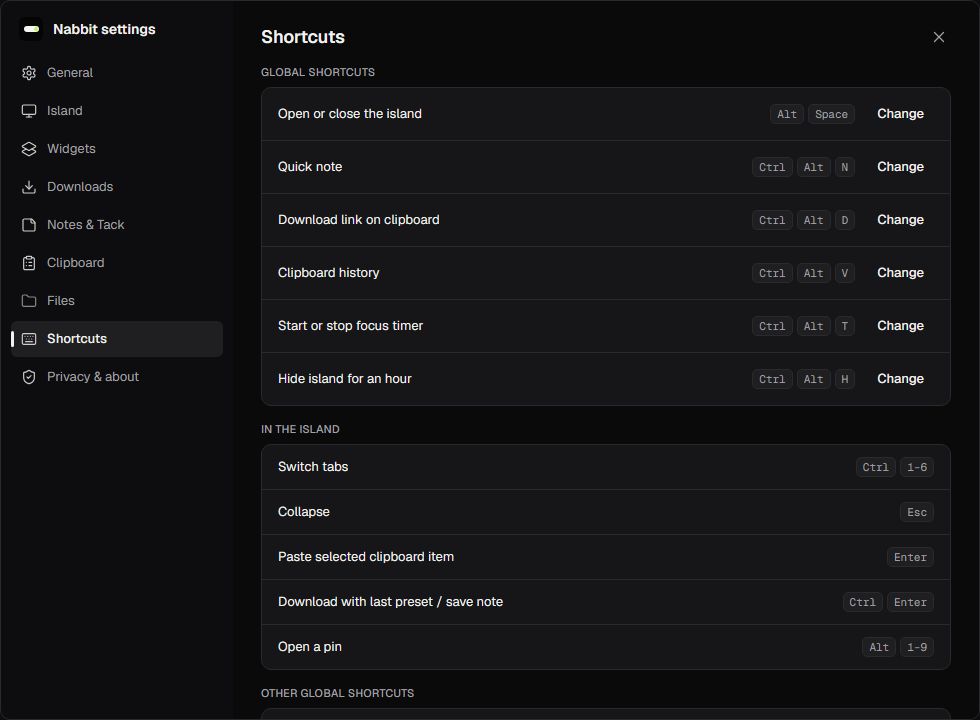 Nabbit settings
General
Island
Widgets
Downloads
Notes & Tack
Clipboard
Files
Shortcuts
Privacy & about
Shortcuts
GLOBAL SHORTCUTS
Open or close the island Alt Space Change
Quick note Ctrl Alt N Change
Download link on clipboard Ctrl Alt D Change
Clipboard history Ctrl Alt V Change
Start or stop focus timer Ctrl Alt T Change
Hide island for an hour Ctrl Alt H Change
IN THE ISLAND
Switch tabs Ctrl 1-6
Collapse Esc
Paste selected clipboard item Enter
Download with last preset / save note Ctrl Enter
Open a pin Alt 1-9
OTHER GLOBAL SHORTCUTS